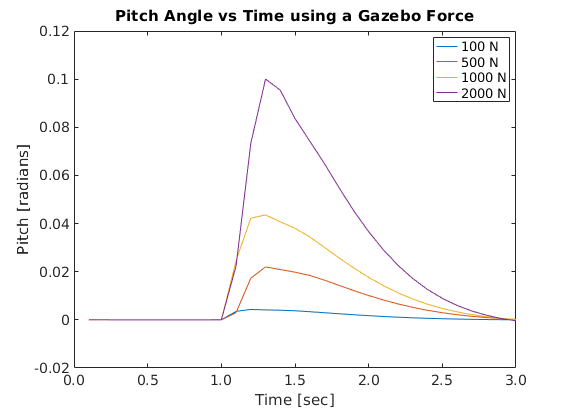 Pitch Angle vs Time using a Gazebo Force
0.12
0.1
0.08
0.06
0.04
0.02
0
-0.02
Pitch [radians]
100 N
500 N
1000 N
2000 N
0.0 0.5 1.0 1.5 2.0 2.5 3.0
Time [sec]